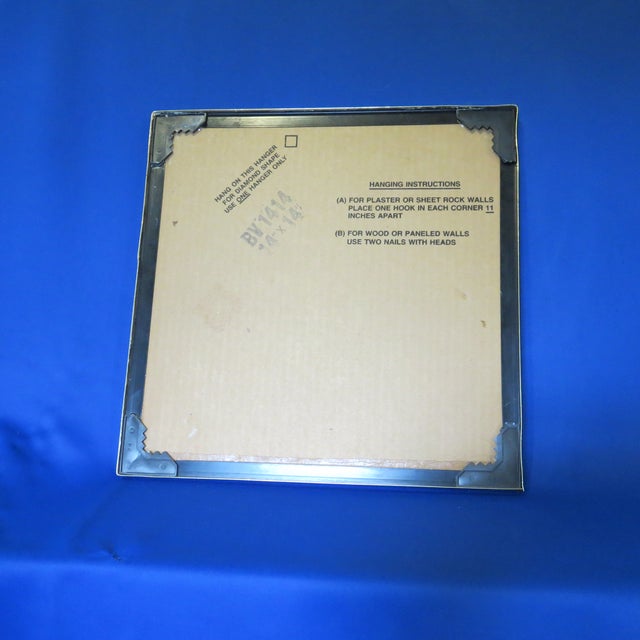 HANG ON THIS HANGER
FOR DIAMOND SHAPE
USE ONE HANGER ONLY
BV1414
14" X 14"
HANGING INSTRUCTIONS
(A) FOR PLASTER OR SHEET ROCK WALLS
PLACE ONE HOOK IN EACH CORNER 11
INCHES APART
(B) FOR WOOD OR PANELED WALLS
USE TWO NAILS WITH HEADS